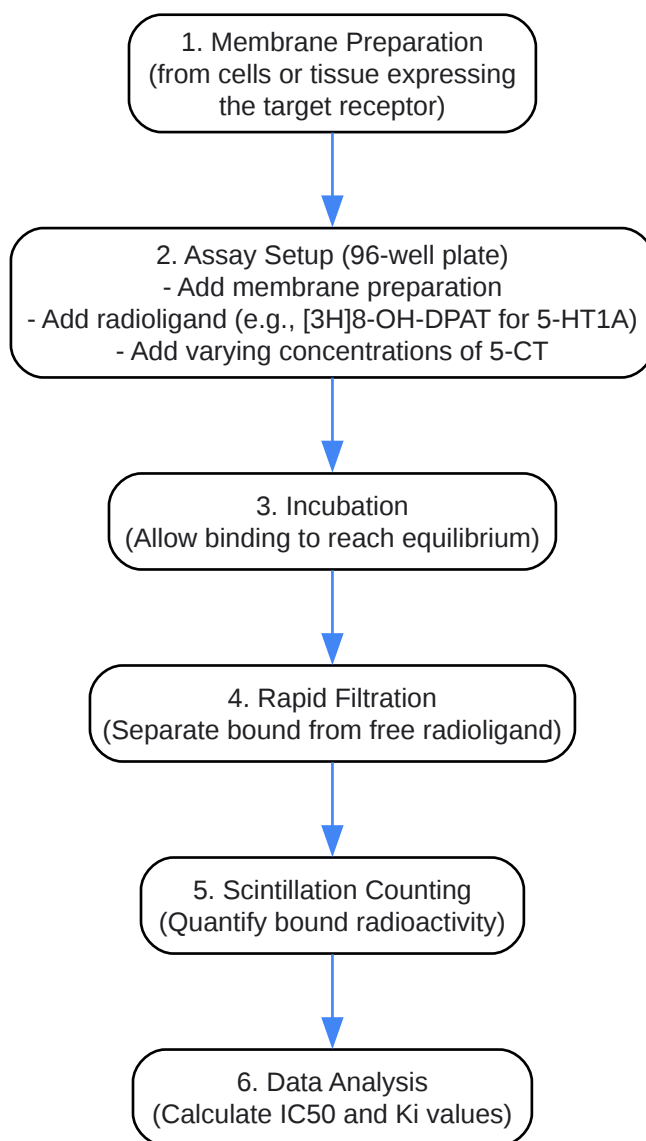 1. Membrane Preparation
(from cells or tissue expressing
the target receptor)
2. Assay Setup (96-well plate)
- Add membrane preparation
- Add radioligand (e.g., [3H]8-OH-DPAT for 5-HT1A)
- Add varying concentrations of 5-CT
3. Incubation
(Allow binding to reach equilibrium)
4. Rapid Filtration
(Separate bound from free radioligand)
5. Scintillation Counting
(Quantify bound radioactivity)
6. Data Analysis
(Calculate IC50 and Ki values)